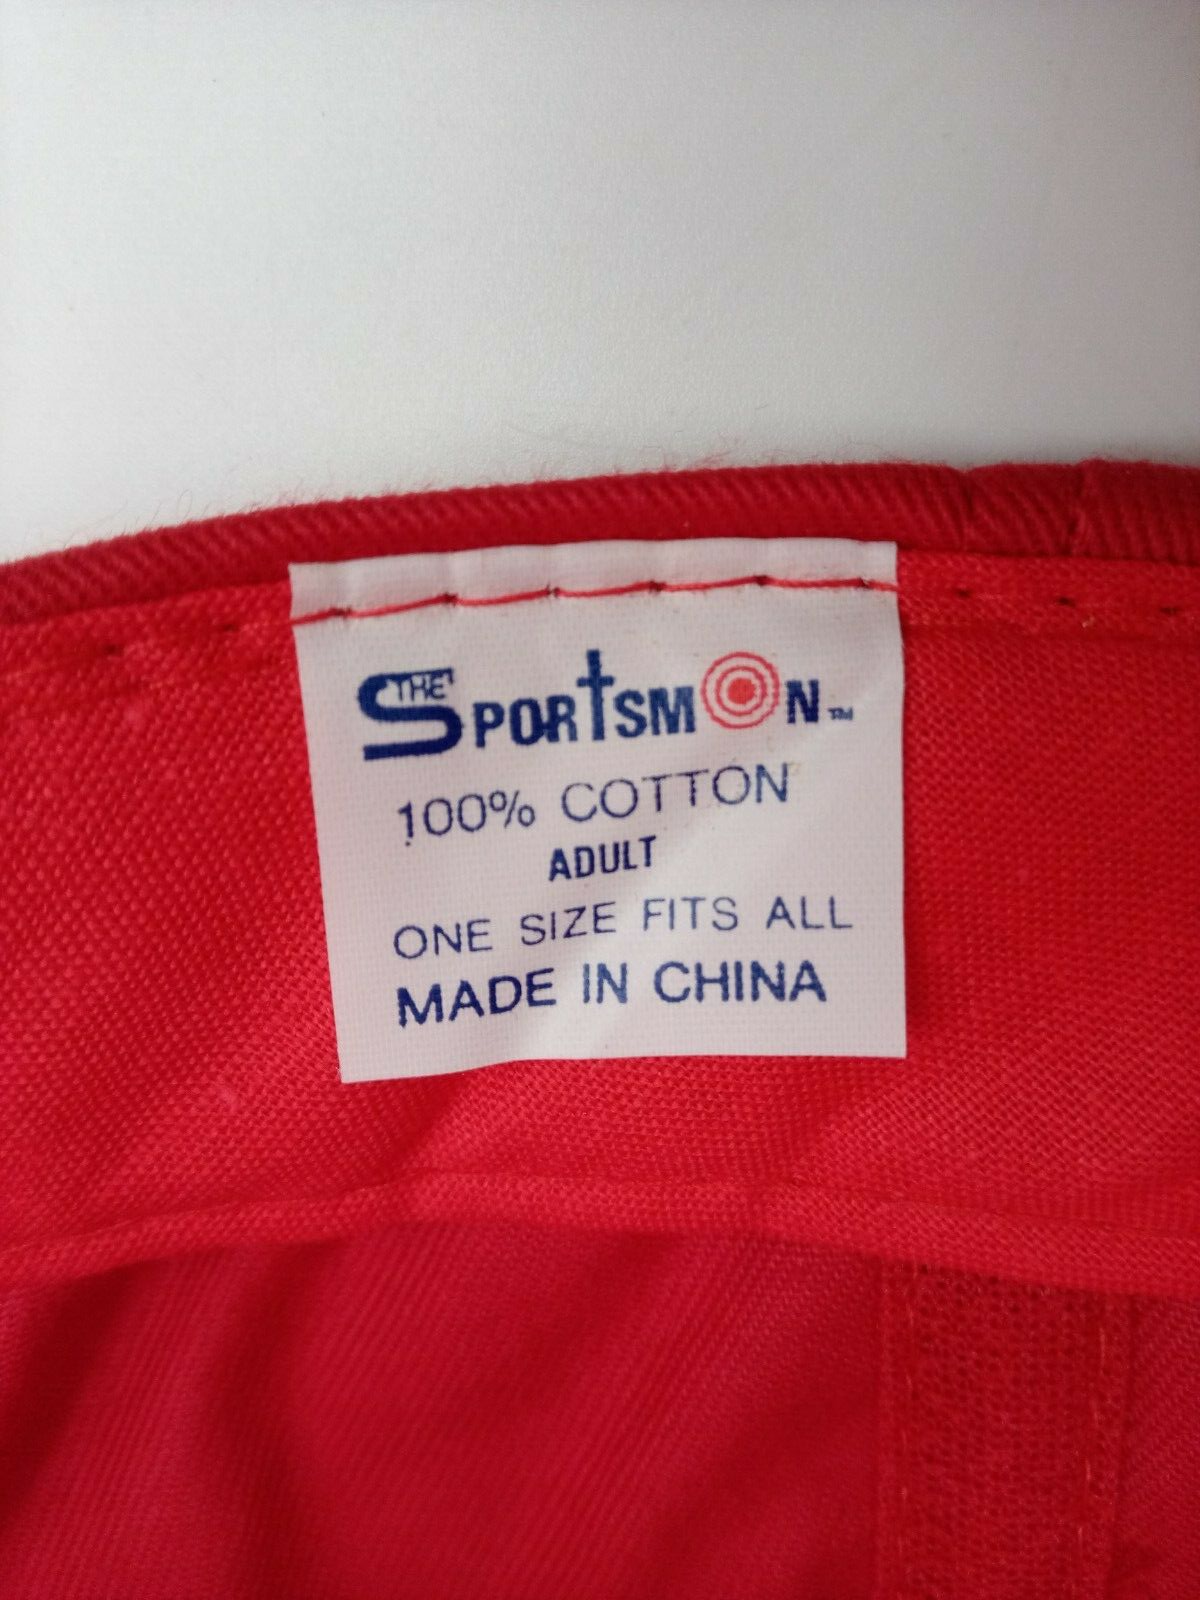 THE SPORTSMAN™
100% COTTON
ADULT
ONE SIZE FITS ALL
MADE IN CHINA